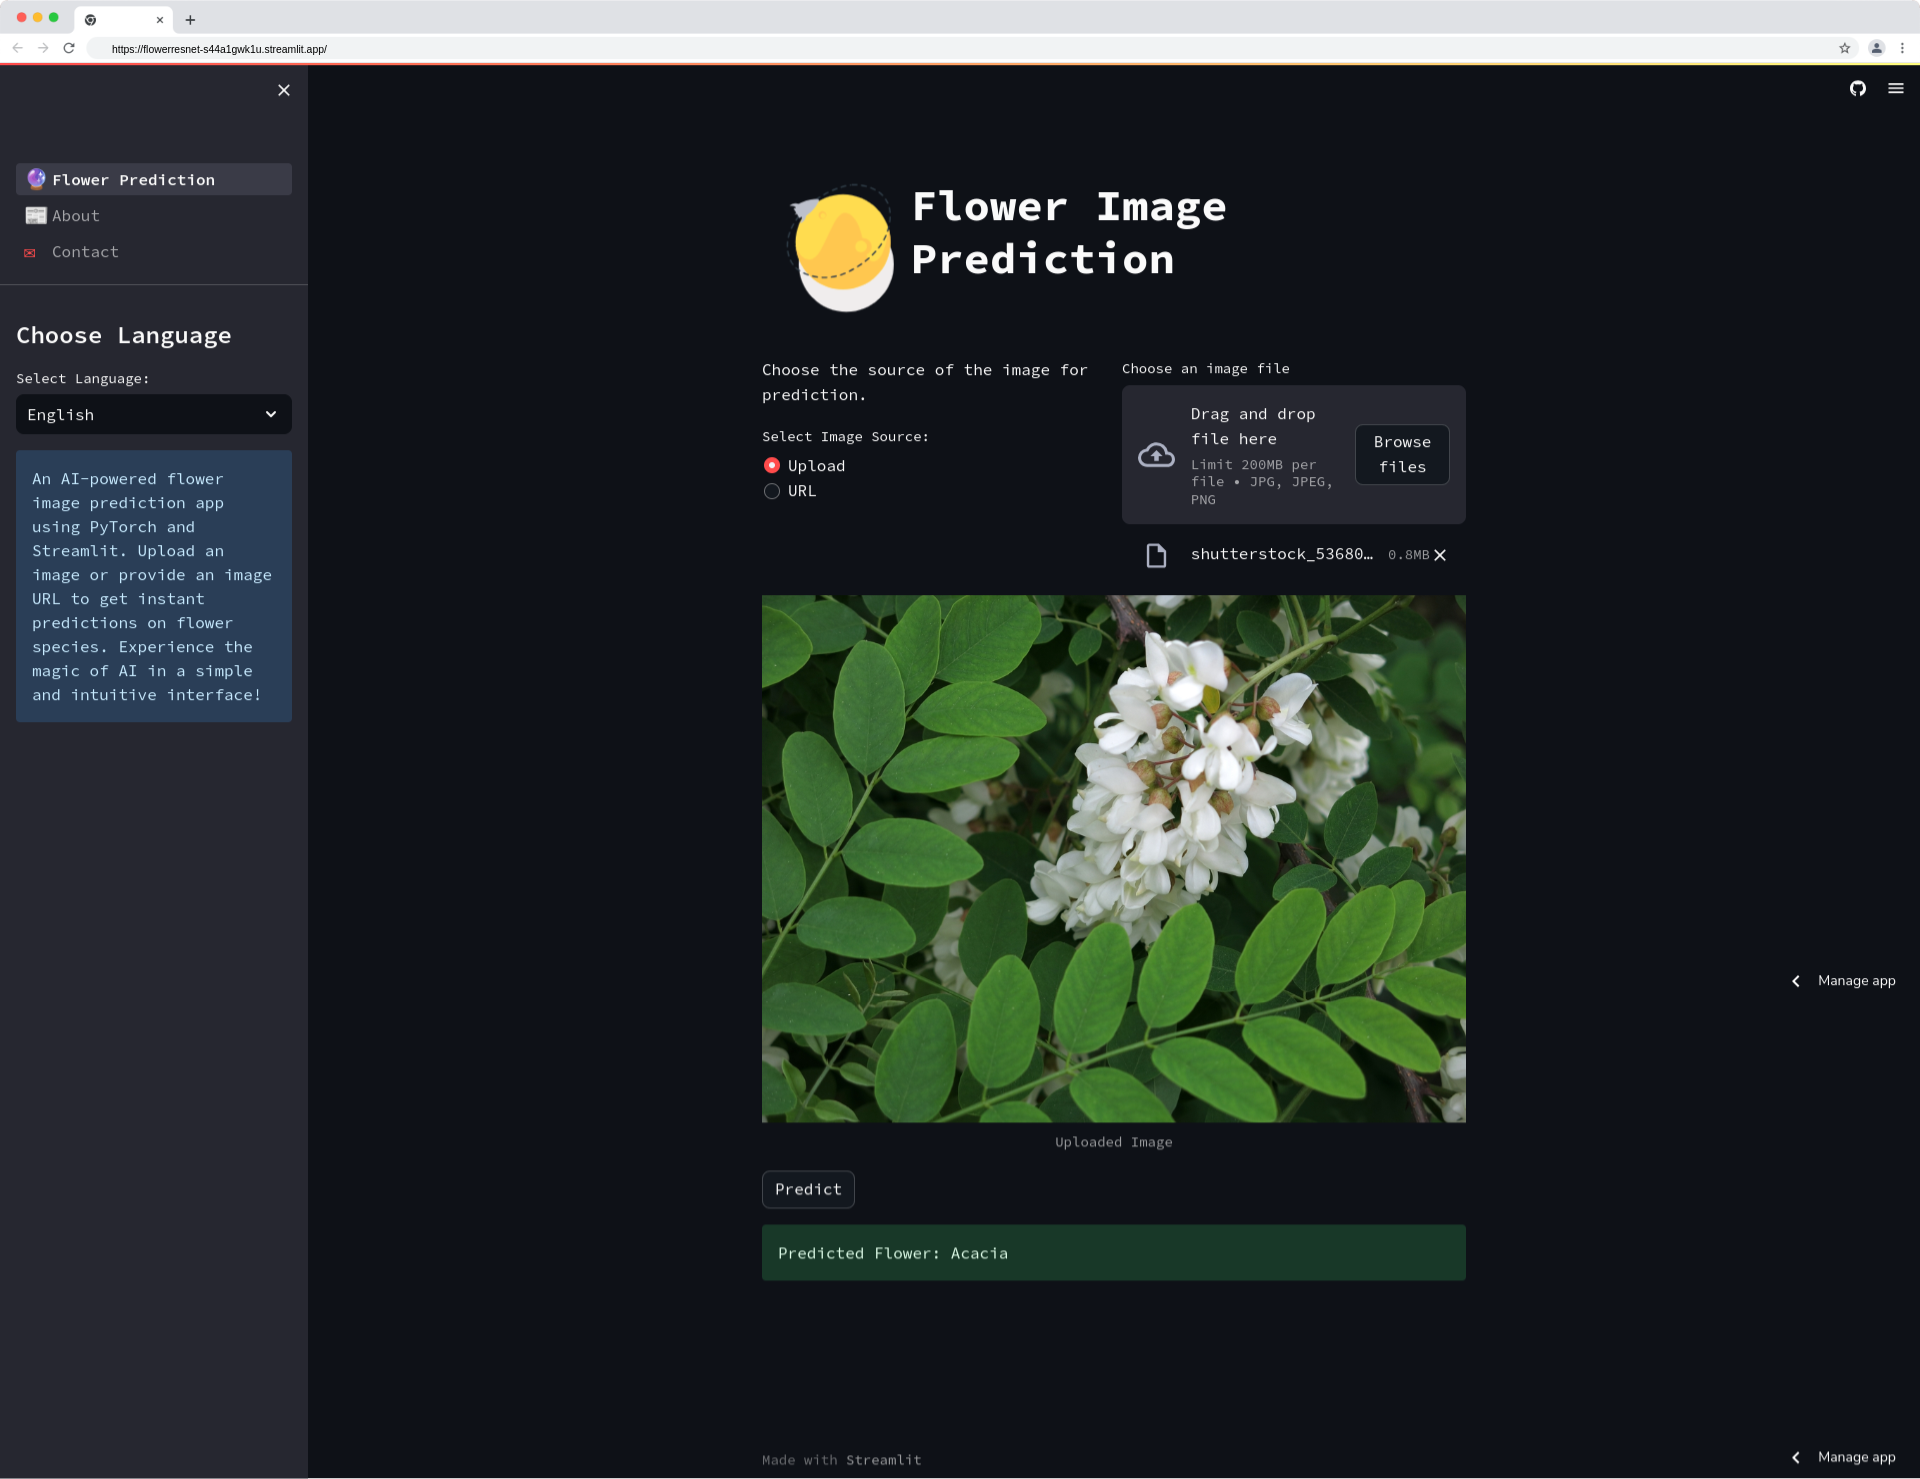 https://flowerresnet-s44a1gwk1u.streamlit.app/
Flower Prediction
About
Contact
Choose Language
Select Language:
English
An AI-powered flower
image prediction app
using PyTorch and
Streamlit. Upload an
image or provide an image
URL to get instant
predictions on flower
species. Experience the
magic of AI in a simple
and intuitive interface!
Flower Image
Prediction
Choose the source of the image for
prediction.
Select Image Source:
Upload
URL
Choose an image file
Drag and drop
file here
Limit 200MB per
file • JPG, JPEG,
PNG
Browse
files
shutterstock_53680… 0.8MB
Uploaded Image
Predict
Predicted Flower: Acacia
Manage app
Made with Streamlit
Manage app